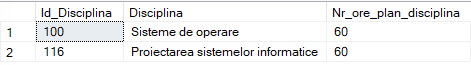 Id_Disciplina Disciplina Nr_ore_plan_disciplina
1 100 Sisteme de operare 60
2 116 Proiectarea sistemelor informatice 60